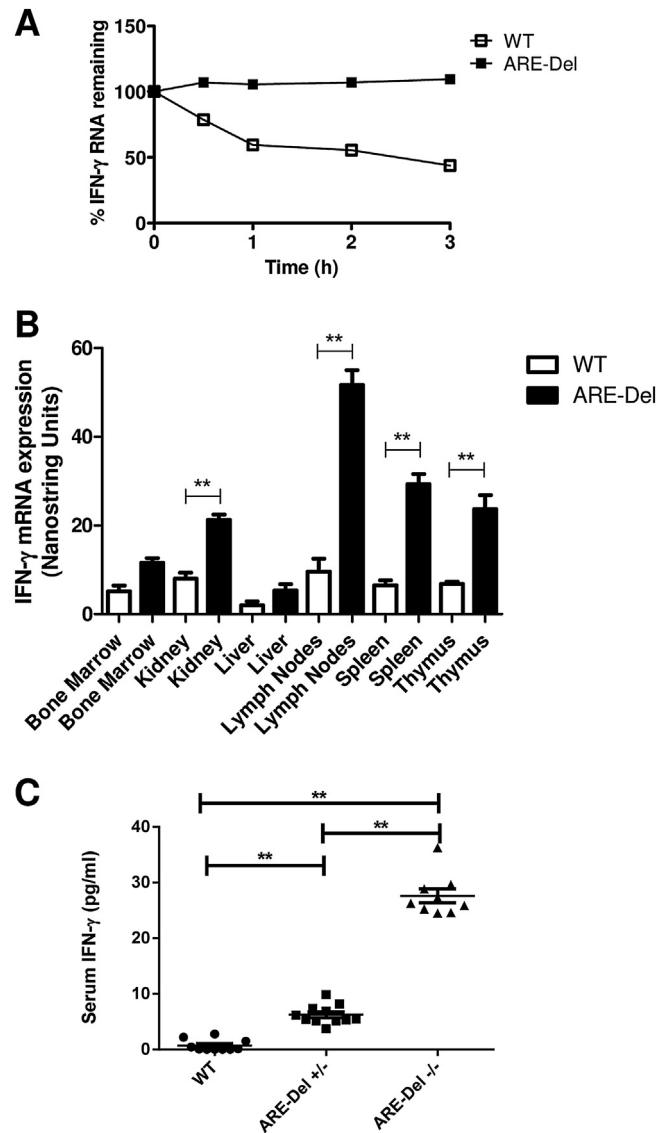 A
150
100
50
0
% IFN-γ RNA remaining
0 1 2 3
Time (h)
WT
ARE-Del
B
60
40
20
0
IFN-γ mRNA expression
(Nanostring Units)
** ** ** **
WT
ARE-Del
Bone Marrow
Bone Marrow
Kidney
Kidney
Liver
Liver
Lymph Nodes
Lymph Nodes
Spleen
Spleen
Thymus
Thymus
C
**
**
**
40
30
20
10
0
Serum IFN-γ (pg/ml)
WT
ARE-Del +/-
ARE-Del -/-